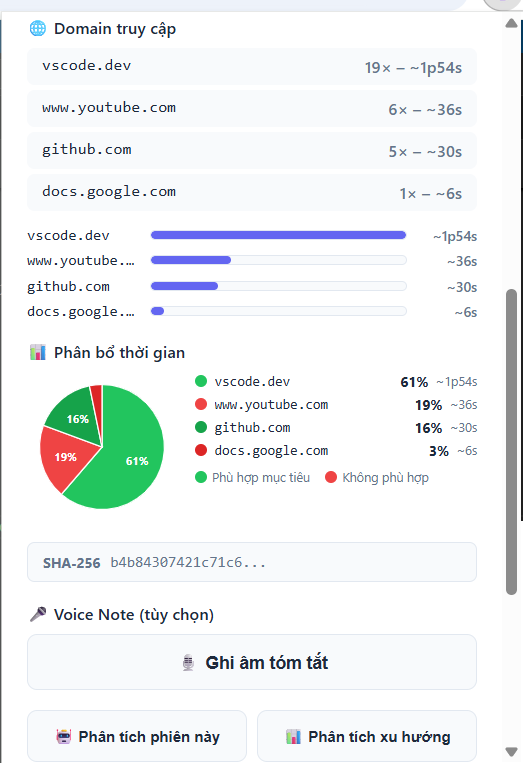 Domain truy cập
vscode.dev 19× – ~1p54s
www.youtube.com 6× – ~36s
github.com 5× – ~30s
docs.google.com 1× – ~6s
vscode.dev ~1p54s
www.youtube.… ~36s
github.com ~30s
docs.google.… ~6s
Phân bổ thời gian
61%
19%
16%
vscode.dev 61% ~1p54s
www.youtube.com 19% ~36s
github.com 16% ~30s
docs.google.com 3% ~6s
Phù hợp mục tiêu Không phù hợp
SHA-256 b4b84307421c71c6...
Voice Note (tùy chọn)
Ghi âm tóm tắt
Phân tích phiên này Phân tích xu hướng